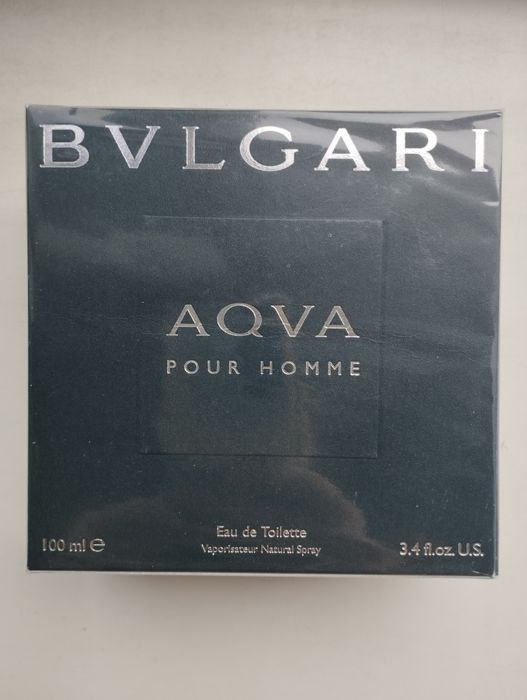 BVLGARI
AQVA
POUR HOMME
Eau de Toilette
100 ml ℮ Vaporisateur Natural Spray 3.4 fl.oz. U.S.